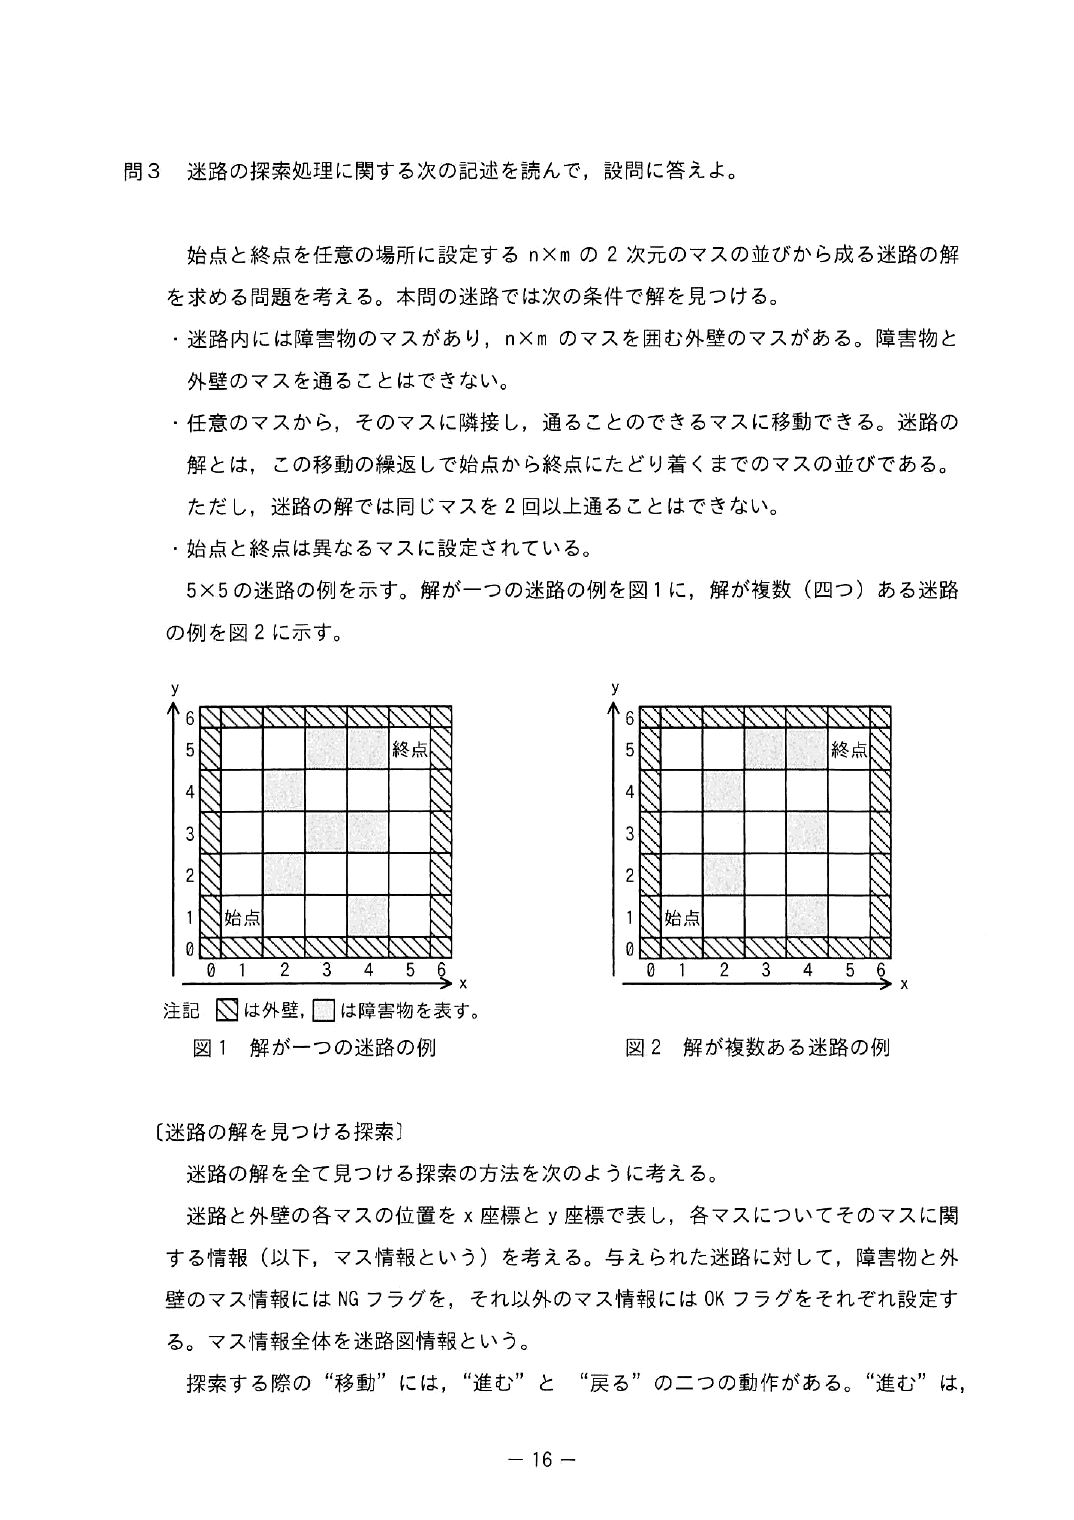 問3 迷路の探索処理に関する次の記述を読んで，設問に答えよ。
始点と終点を任意の場所に設定する n×m の 2 次元のマスの並びから成る迷路の解
を求める問題を考える。本問の迷路では次の条件で解を見つける。
・迷路内には障害物のマスがあり，n×m のマスを囲む外壁のマスがある。障害物と
外壁のマスを通ることはできない。
・任意のマスから，そのマスに隣接し，通ることのできるマスに移動できる。迷路の
解とは，この移動の繰返しで始点から終点にたどり着くまでのマスの並びである。
ただし，迷路の解では同じマスを 2 回以上通ることはできない。
・始点と終点は異なるマスに設定されている。
5×5 の迷路の例を示す。解が一つの迷路の例を図 1 に，解が複数（四つ）ある迷路
の例を図 2 に示す。
y
6
5 終点
4
3
2
1 始点
0
0 1 2 3 4 5 6 x
注記 は外壁， は障害物を表す。
図 1 解が一つの迷路の例
y
6
5 終点
4
3
2
1 始点
0
0 1 2 3 4 5 6 x
図 2 解が複数ある迷路の例
〔迷路の解を見つける探索〕
迷路の解を全て見つける探索の方法を次のように考える。
迷路と外壁の各マスの位置を x 座標と y 座標で表し，各マスについてそのマスに関
する情報（以下，マス情報という）を考える。与えられた迷路に対して，障害物と外
壁のマス情報には NG フラグを，それ以外のマス情報には OK フラグをそれぞれ設定す
る。マス情報全体を迷路図情報という。
探索する際の“移動”には，“進む”と “戻る”の二つの動作がある。“進む”は，
－ 16 －